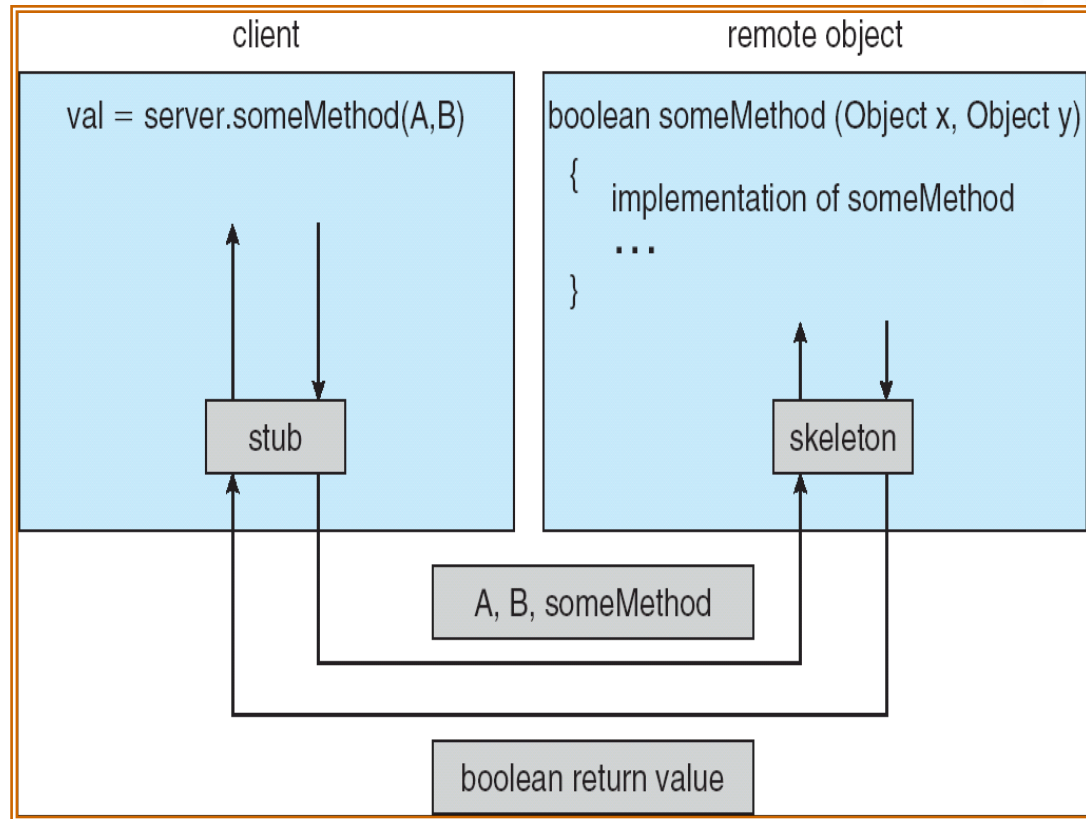 client
remote object
val = server.someMethod(A,B)
boolean someMethod (Object x, Object y)
{
implementation of someMethod
...
}
stub
skeleton
A, B, someMethod
boolean return value